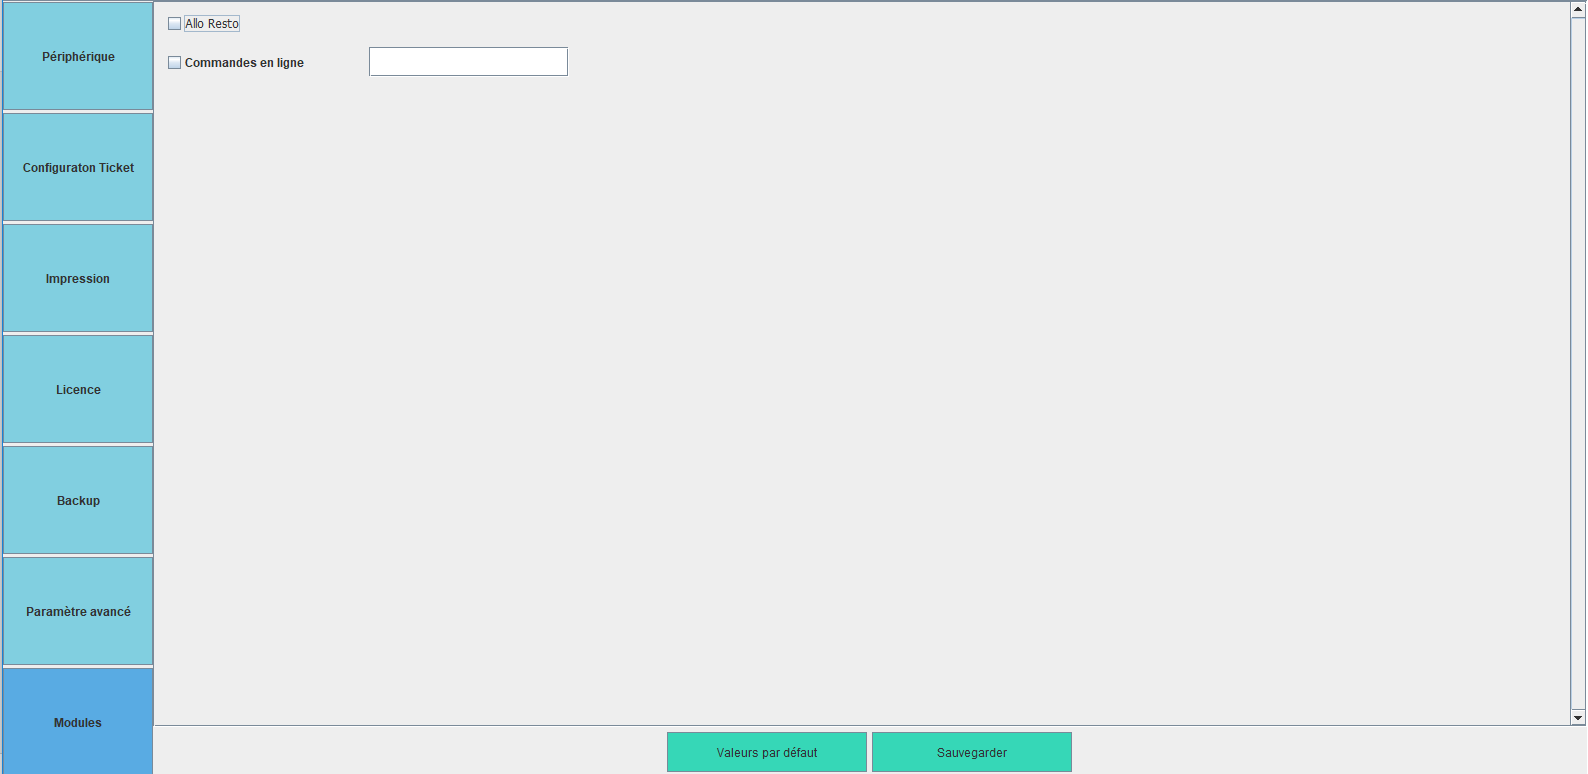 Périphérique
Configuraton Ticket
Impression
Licence
Backup
Paramètre avancé
Modules
Allo Resto
Commandes en ligne
Valeurs par défaut
Sauvegarder